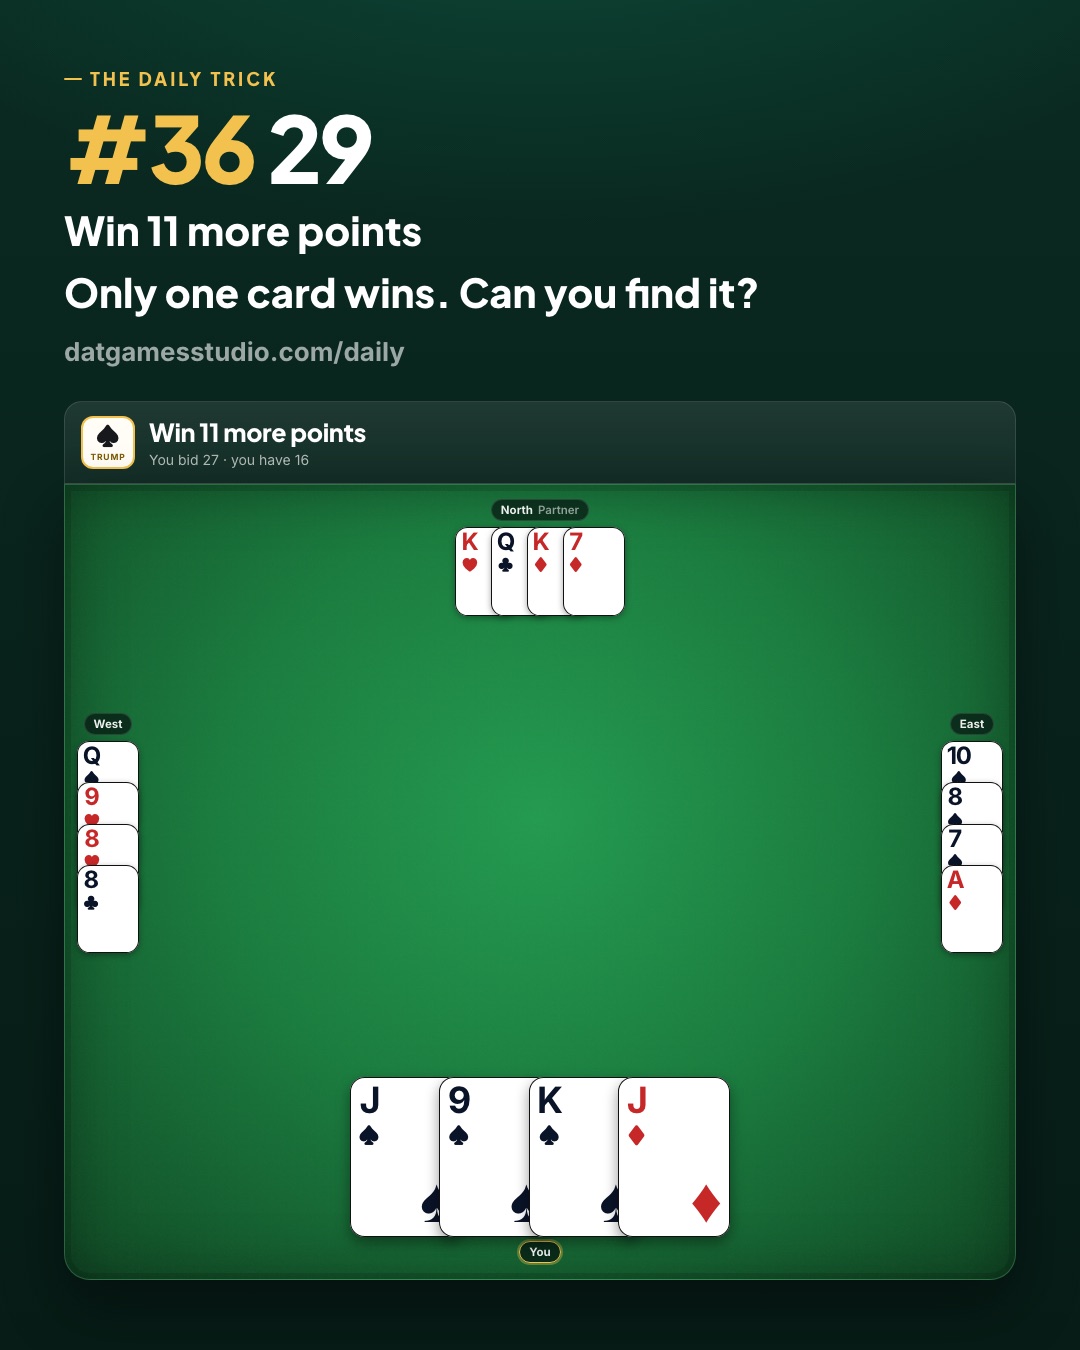 — THE DAILY TRICK
#36 29
Win 11 more points
Only one card wins. Can you find it?
datgamesstudio.com/daily
TRUMP
Win 11 more points
You bid 27 · you have 16
North Partner
K Q K 7
West
Q
9
8
8
East
10
8
7
A
J 9 K J
You